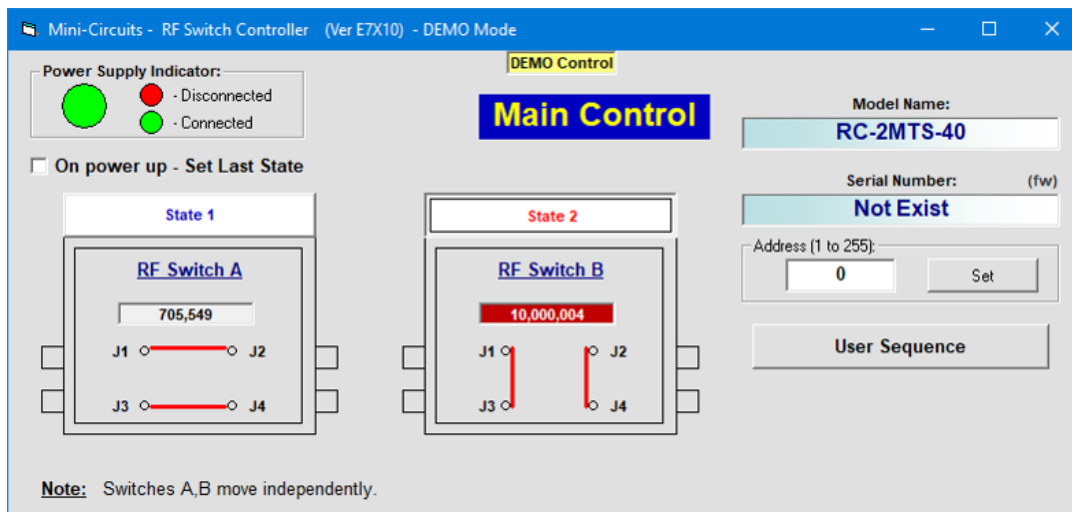 Mini-Circuits - RF Switch Controller (Ver E7X10) - DEMO Mode
DEMO Control
Power Supply Indicator:
- Disconnected
- Connected
Main Control
Model Name:
RC-2MTS-40
On power up - Set Last State
Serial Number: (fw)
Not Exist
State 1
State 2
Address (1 to 255):
0
Set
RF Switch A
RF Switch B
705,549
10,000,004
User Sequence
J1 J2
J1 J2
J3 J4
J3 J4
Note: Switches A,B move independently.